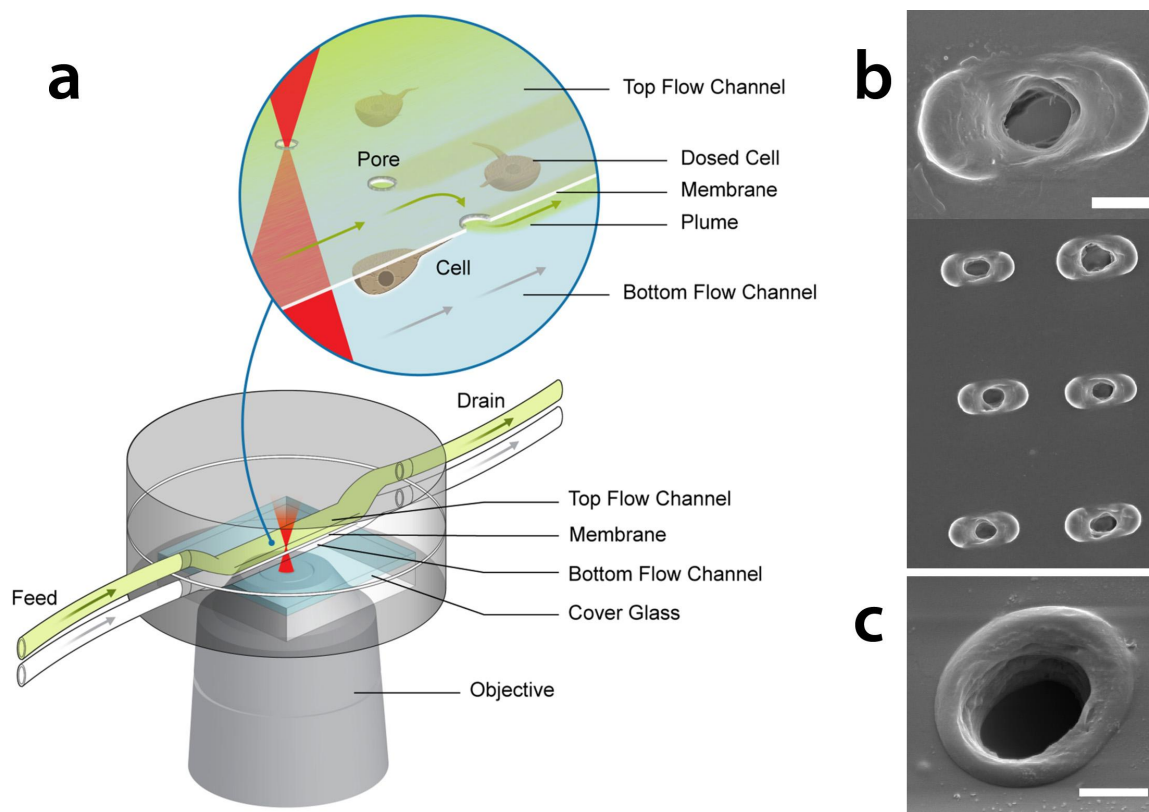 a
Top Flow Channel
Pore
Dosed Cell
Membrane
Plume
Cell
Bottom Flow Channel
Drain
Top Flow Channel
Membrane
Bottom Flow Channel
Feed
Cover Glass
Objective
b
c